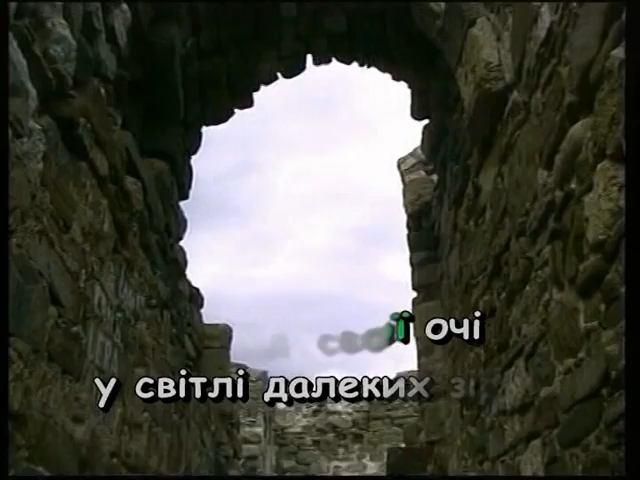 свої очі
у світлі далеких